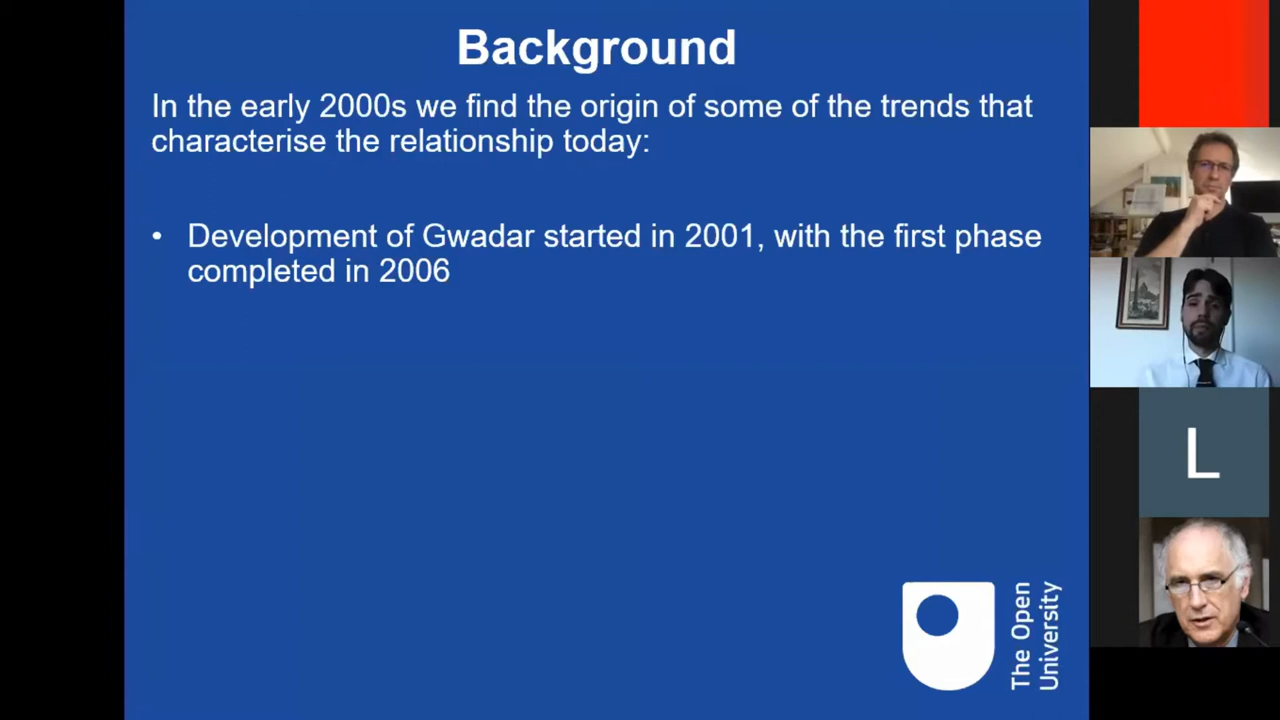 Background
In the early 2000s we find the origin of some of the trends that
characterise the relationship today:
• Development of Gwadar started in 2001, with the first phase
completed in 2006
L
The Open
University